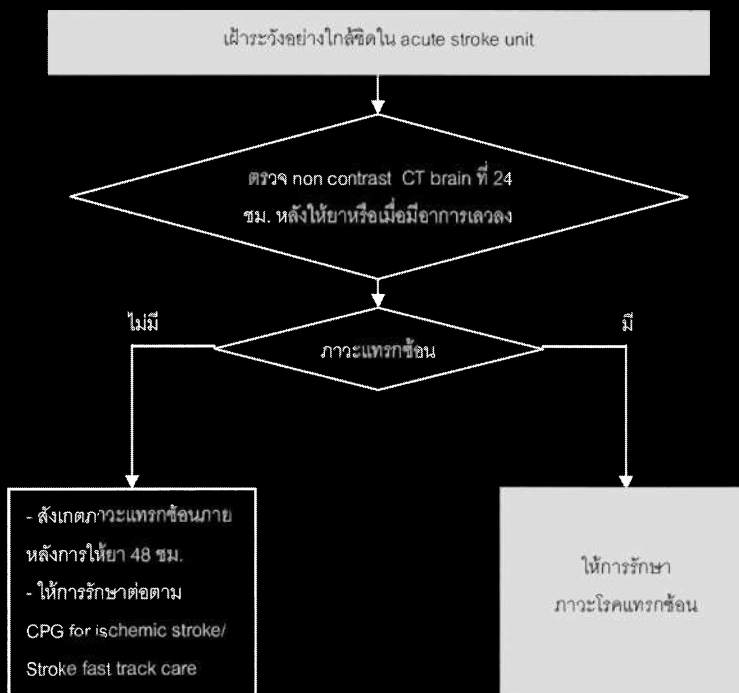 เฝ้าระวังอย่างใกล้ชิดใน acute stroke unit
ตรวจ non contrast CT brain ที่ 24
ชม. หลังให้ยาหรือเมื่อมีอาการเลวลง
ไม่มี
มี
ภาวะแทรกซ้อน
- สังเกตภาวะแทรกซ้อนภาย
หลังการให้ยา 48 ชม.
- ให้การรักษาต่อตาม
CPG for ischemic stroke/
Stroke fast track care
ให้การรักษา
ภาวะโรคแทรกซ้อน